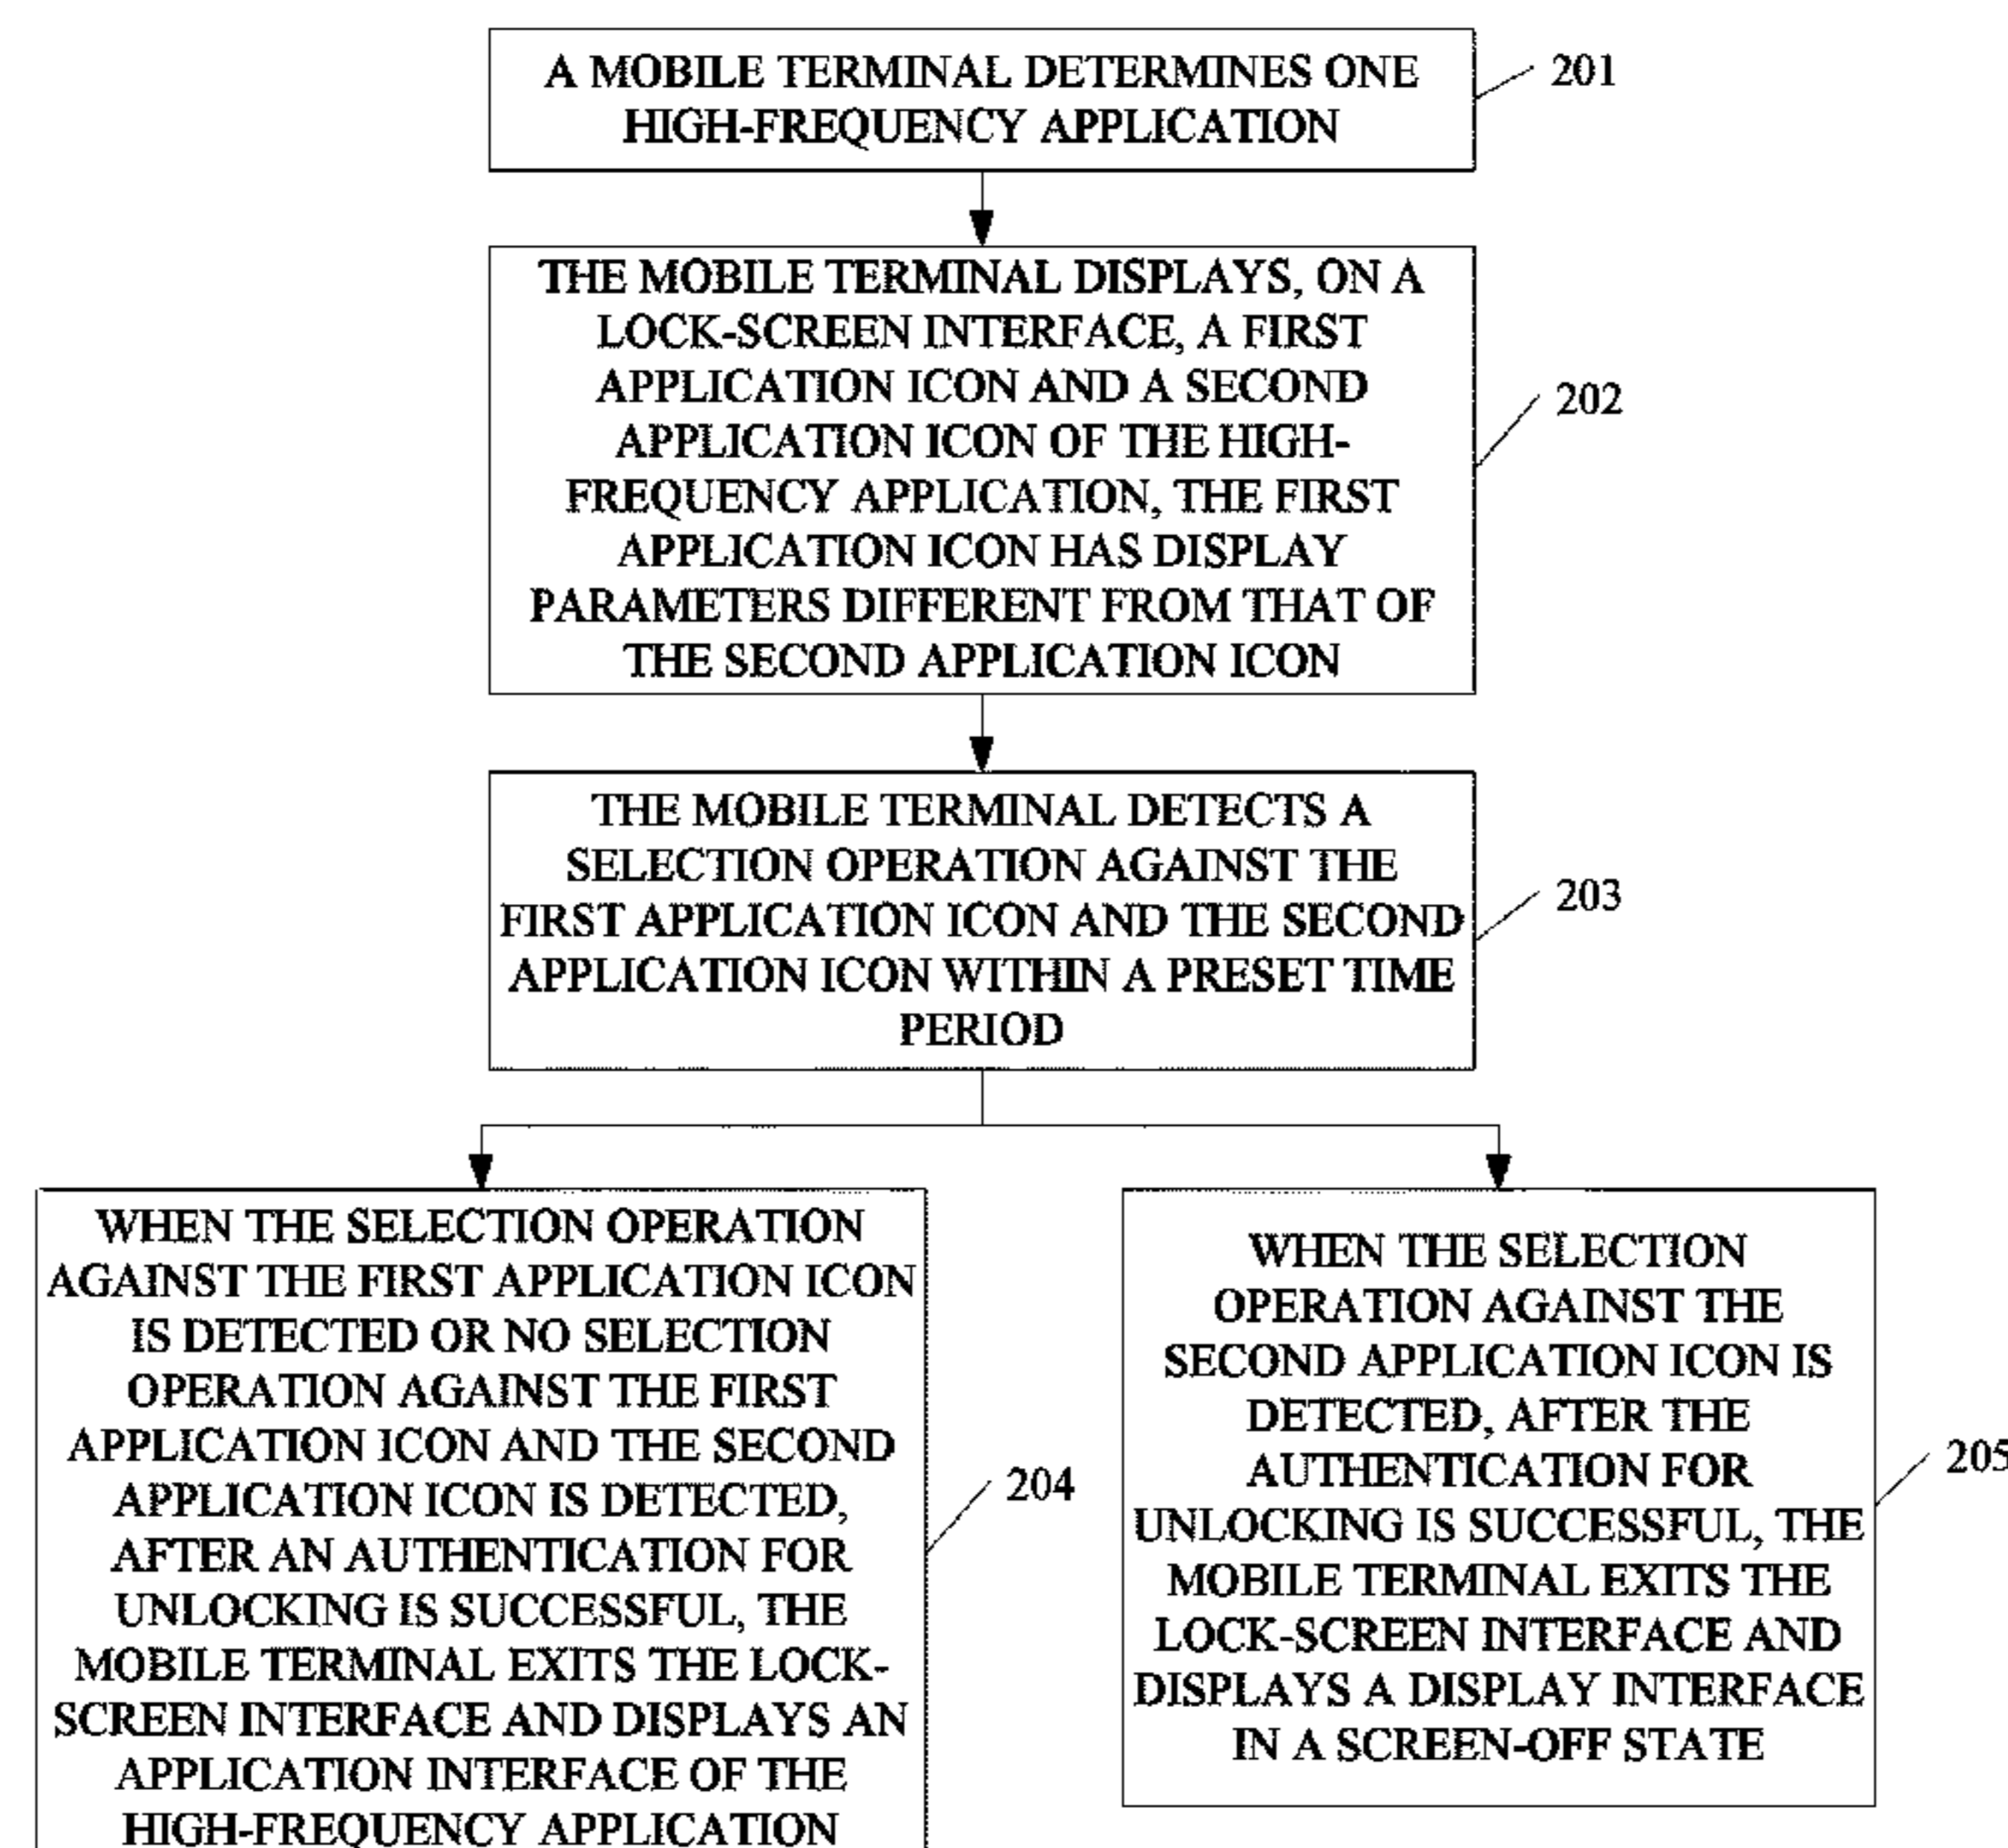 A MOBILE TERMINAL DETERMINES ONE
HIGH-FREQUENCY APPLICATION
201
THE MOBILE TERMINAL DISPLAYS, ON A
LOCK-SCREEN INTERFACE, A FIRST
APPLICATION ICON AND A SECOND
APPLICATION ICON OF THE HIGH-
FREQUENCY APPLICATION, THE FIRST
APPLICATION ICON HAS DISPLAY
PARAMETERS DIFFERENT FROM THAT OF
THE SECOND APPLICATION ICON
202
THE MOBILE TERMINAL DETECTS A
SELECTION OPERATION AGAINST THE
FIRST APPLICATION ICON AND THE SECOND
APPLICATION ICON WITHIN A PRESET TIME
PERIOD
203
WHEN THE SELECTION OPERATION
AGAINST THE FIRST APPLICATION ICON
IS DETECTED OR NO SELECTION
OPERATION AGAINST THE FIRST
APPLICATION ICON AND THE SECOND
APPLICATION ICON IS DETECTED,
AFTER AN AUTHENTICATION FOR
UNLOCKING IS SUCCESSFUL, THE
MOBILE TERMINAL EXITS THE LOCK-
SCREEN INTERFACE AND DISPLAYS AN
APPLICATION INTERFACE OF THE
HIGH-FREQUENCY APPLICATION
204
WHEN THE SELECTION
OPERATION AGAINST THE
SECOND APPLICATION ICON IS
DETECTED, AFTER THE
AUTHENTICATION FOR
UNLOCKING IS SUCCESSFUL, THE
MOBILE TERMINAL EXITS THE
LOCK-SCREEN INTERFACE AND
DISPLAYS A DISPLAY INTERFACE
IN A SCREEN-OFF STATE
205